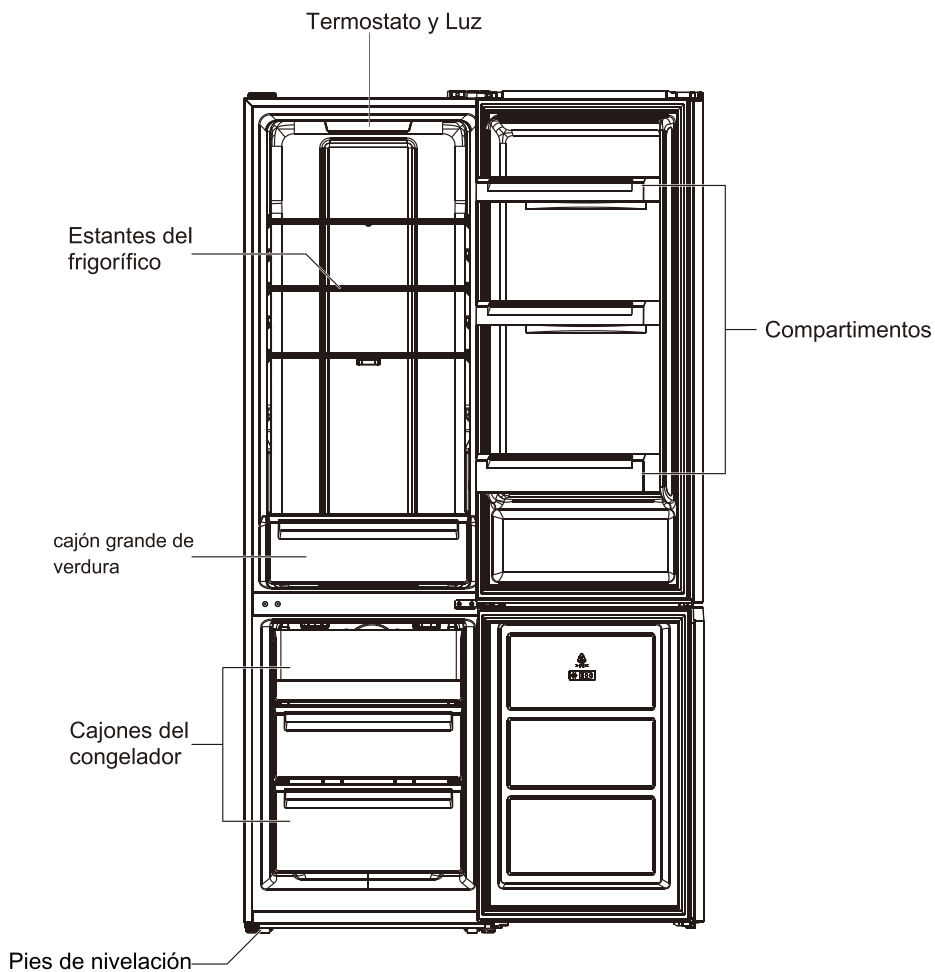 Termostato y Luz
Estantes del
frigorífico
Compartimentos
cajón grande de
verdura
Cajones del
congelador
Pies de nivelación